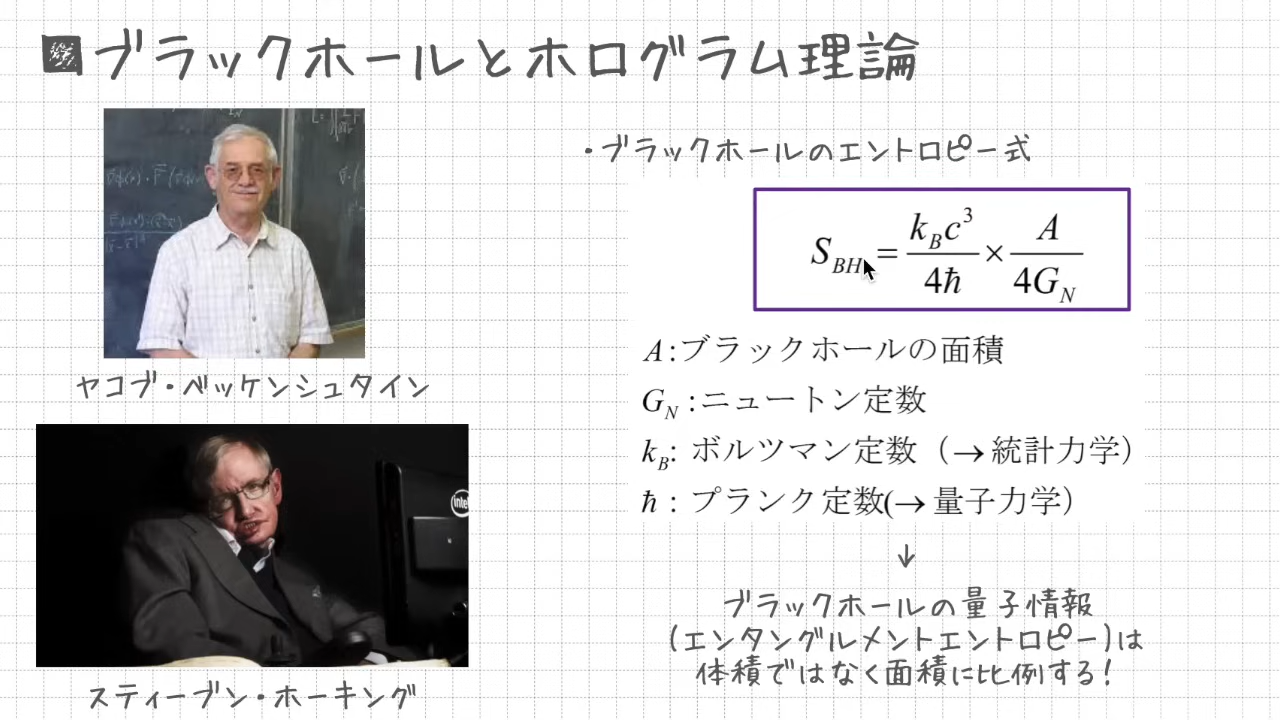 ブラックホールとホログラム理論
ヤコブ・ベッケンシュタイン
intel
スティーブン・ホーキング
・ブラックホールのエントロピー式
S_{BH} = \frac{k_B c^3}{4ħ} × \frac{A}{4G_N}
A:ブラックホールの面積
G_N:ニュートン定数
k_B: ボルツマン定数（→統計力学）
ħ : プランク定数(→量子力学）
↓
ブラックホールの量子情報
(エンタングルメントエントロピー)は
体積ではなく面積に比例する！